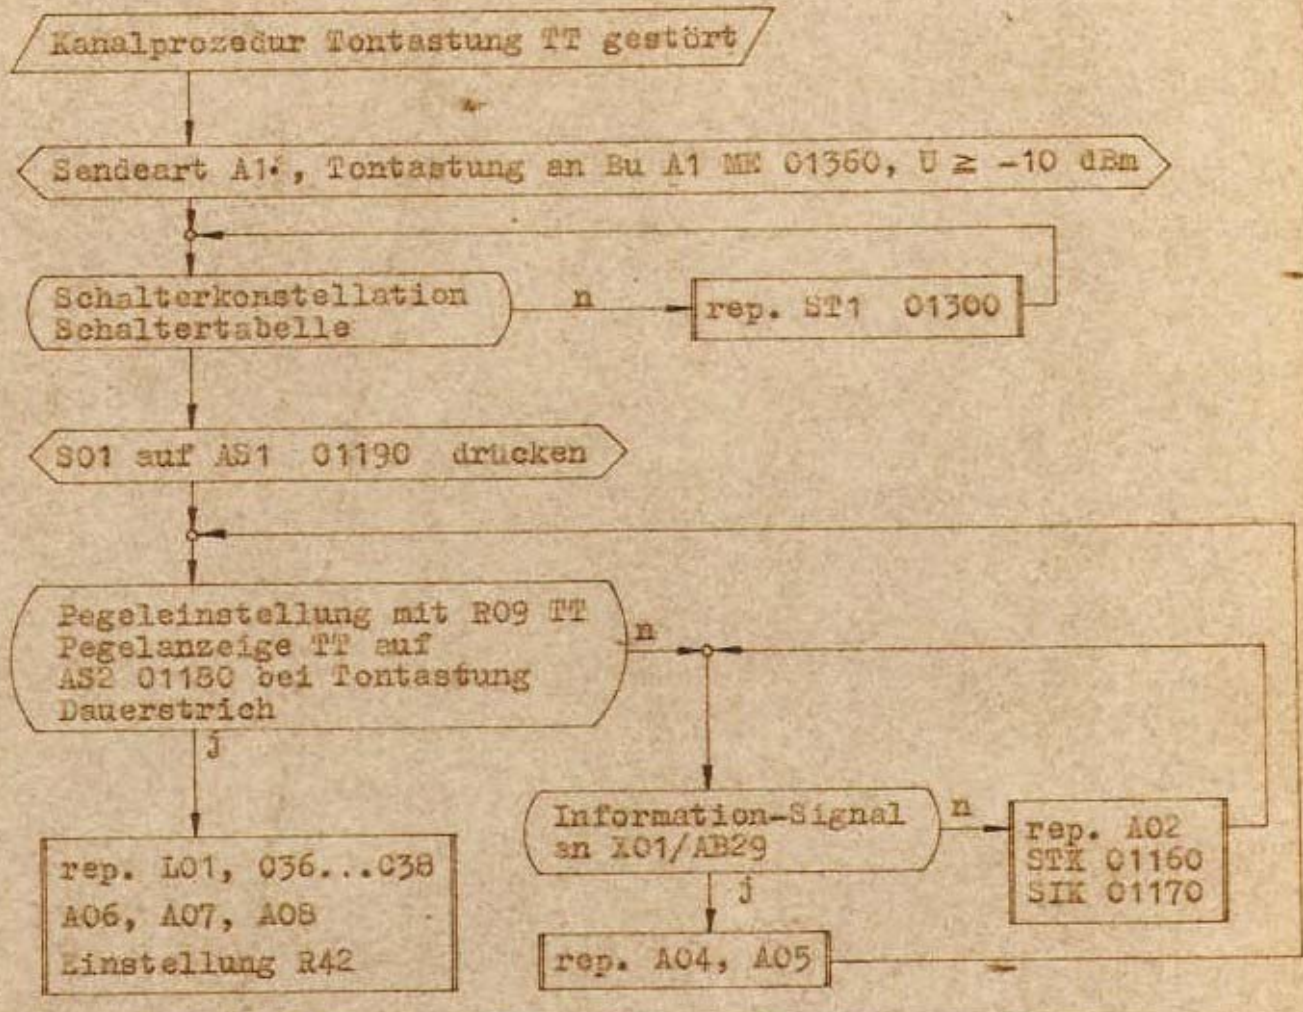 Kanalprozedur Tontastung TT gestört
Sendeart A1, Tontastung an Bu A1 ME 01360, U ≥ -10 dBm
Schalterkonstellation
Schaltertabelle
n
rep. ST1 01300
S01 auf AS1 01190 drücken
Pegeleinstellung mit R09 TT
Pegelanzeige TT auf
AS2 01180 bei Tontastung
Dauerstrich
n
j
Information-Signal
an X01/AB29
n
rep. A02
STK 01160
SIK 01170
j
rep. L01, C36...C38
A06, A07, A08
Einstellung R42
rep. A04, A05